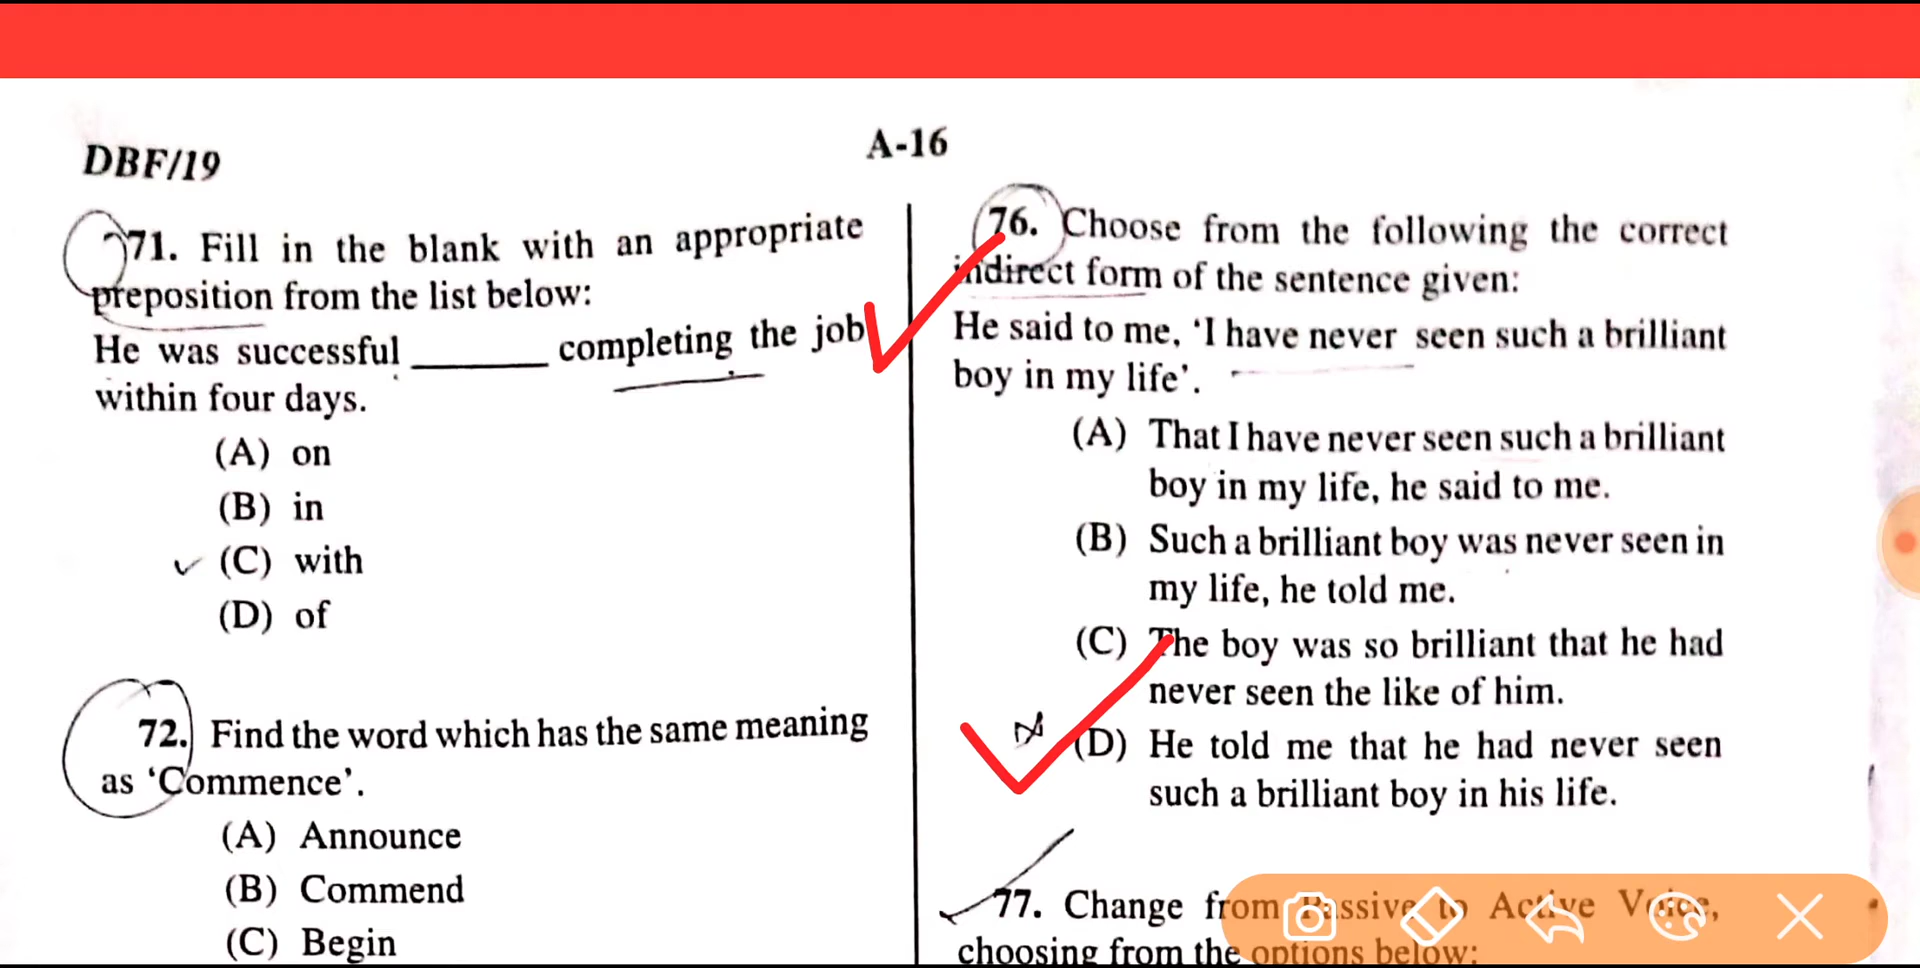 DBF/19
A-16
71. Fill in the blank with an appropriate
preposition from the list below:
He was successful ______ completing the job
within four days.
(A) on
(B) in
(C) with
(D) of
72. Find the word which has the same meaning
as ‘Commence’.
(A) Announce
(B) Commend
(C) Begin
76. Choose from the following the correct
indirect form of the sentence given:
He said to me, ‘I have never seen such a brilliant
boy in my life’.
(A) That I have never seen such a brilliant
boy in my life, he said to me.
(B) Such a brilliant boy was never seen in
my life, he told me.
(C) The boy was so brilliant that he had
never seen the like of him.
(D) He told me that he had never seen
such a brilliant boy in his life.
77. Change from Passive to Active Voice,
choosing from the options below: